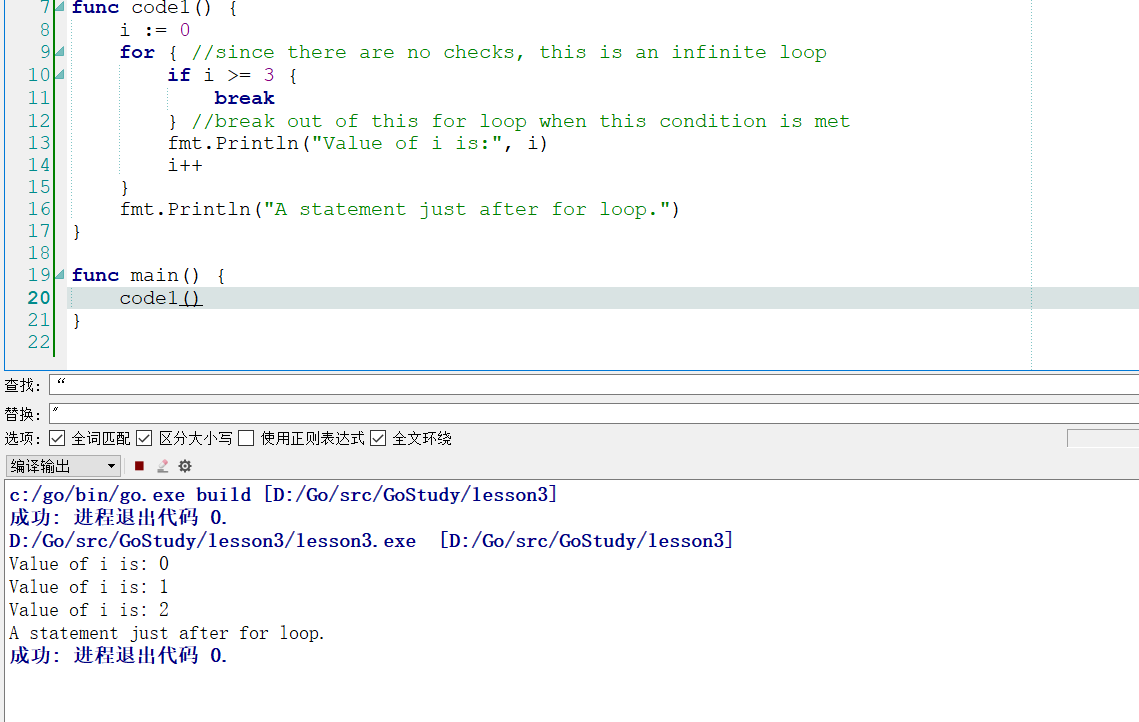 7 func code1() {
8 i := 0
9 for { //since there are no checks, this is an infinite loop
10 if i >= 3 {
11 break
12 } //break out of this for loop when this condition is met
13 fmt.Println("Value of i is:", i)
14 i++
15 }
16 fmt.Println("A statement just after for loop.")
17 }
18
19 func main() {
20 code1()
21 }
22
查找: “
替换: "
选项: 全词匹配 区分大小写 使用正则表达式 全文环绕
编译输出
c:/go/bin/go.exe build [D:/Go/src/GoStudy/lesson3]
成功: 进程退出代码 0.
D:/Go/src/GoStudy/lesson3/lesson3.exe  [D:/Go/src/GoStudy/lesson3]
Value of i is: 0
Value of i is: 1
Value of i is: 2
A statement just after for loop.
成功: 进程退出代码 0.